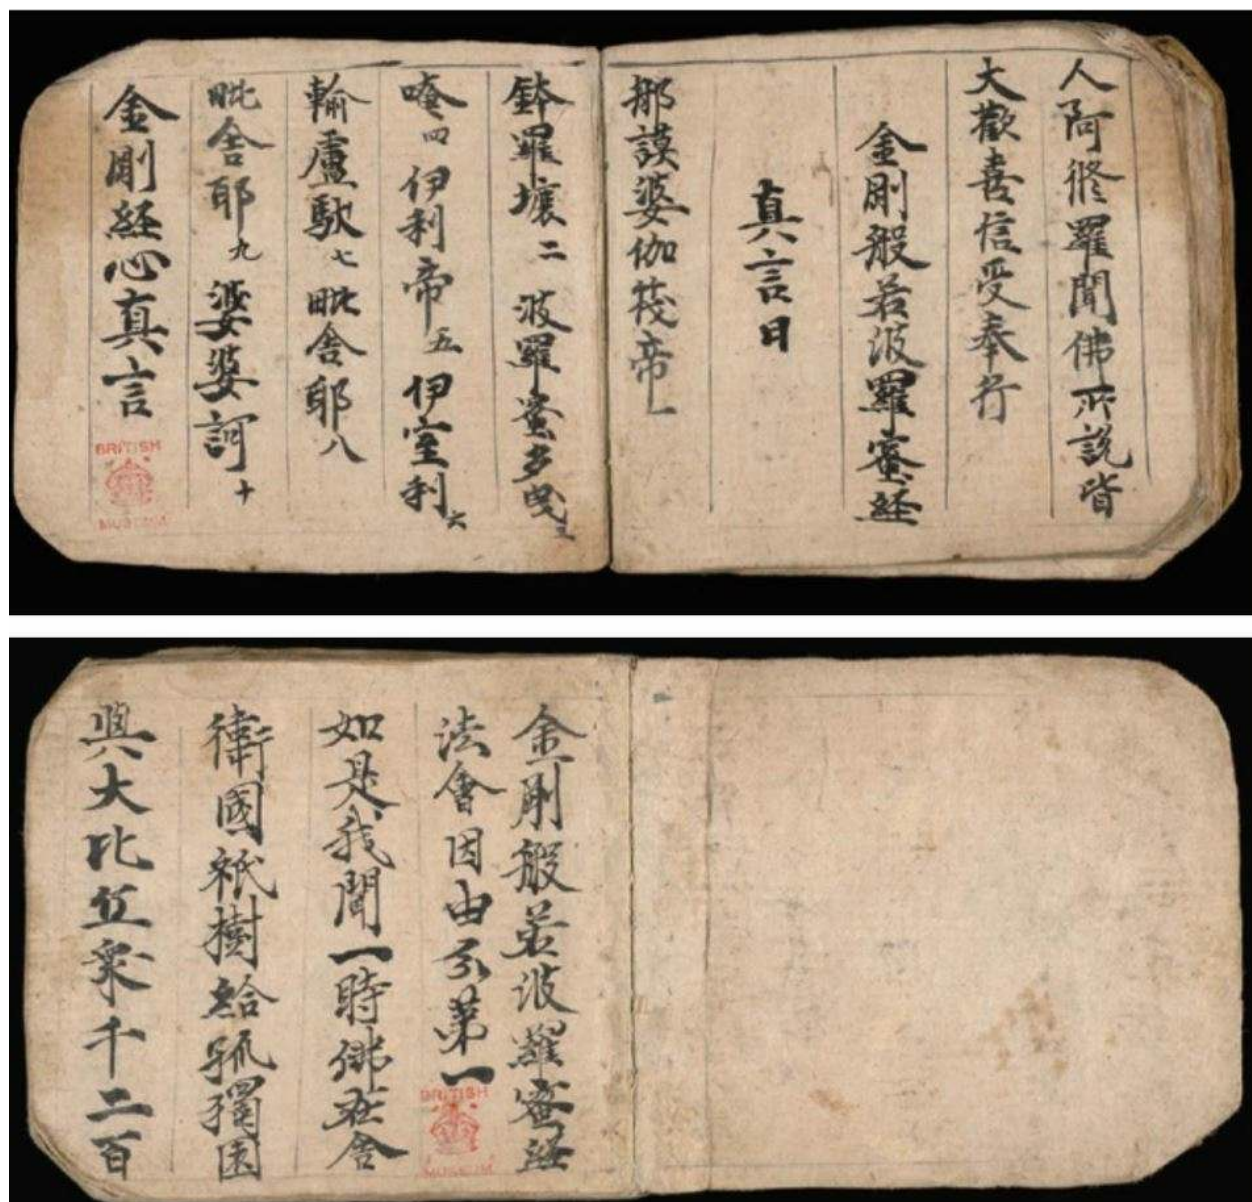 人阿脩羅聞佛所說皆
大歡喜信受奉行
金剛般若波羅蜜経
真言曰
那謨婆伽筏帝一
鉢羅壤二波羅蜜多曳三
唵四伊利帝五伊室利六
輸盧馱七毗舍耶八
毗舍耶九婆婆訶十
金剛経心真言
BRITISH
MUSEUM
金剛般若波羅蜜経
法會因由分第一
如是我聞一時佛在舍
衛國祇樹給孤獨園
與大比丘衆千二百
BRITISH
MUSEUM